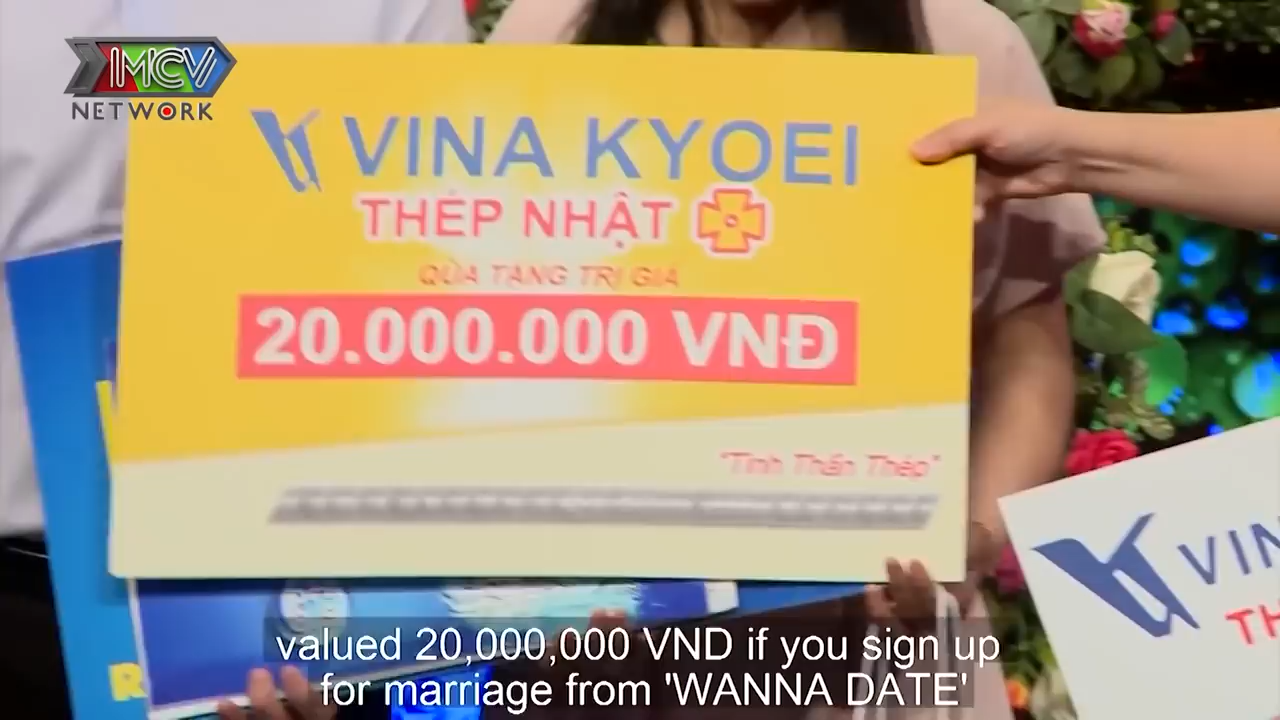 MCV
NETWORK
VINA KYOEI
THÉP NHẬT
QÙA TẶNG TRỊ GIÁ
20.000.000 VNĐ
"Tinh Thần Thép"
VIN
TH
valued 20,000,000 VND if you sign up
for marriage from 'WANNA DATE'